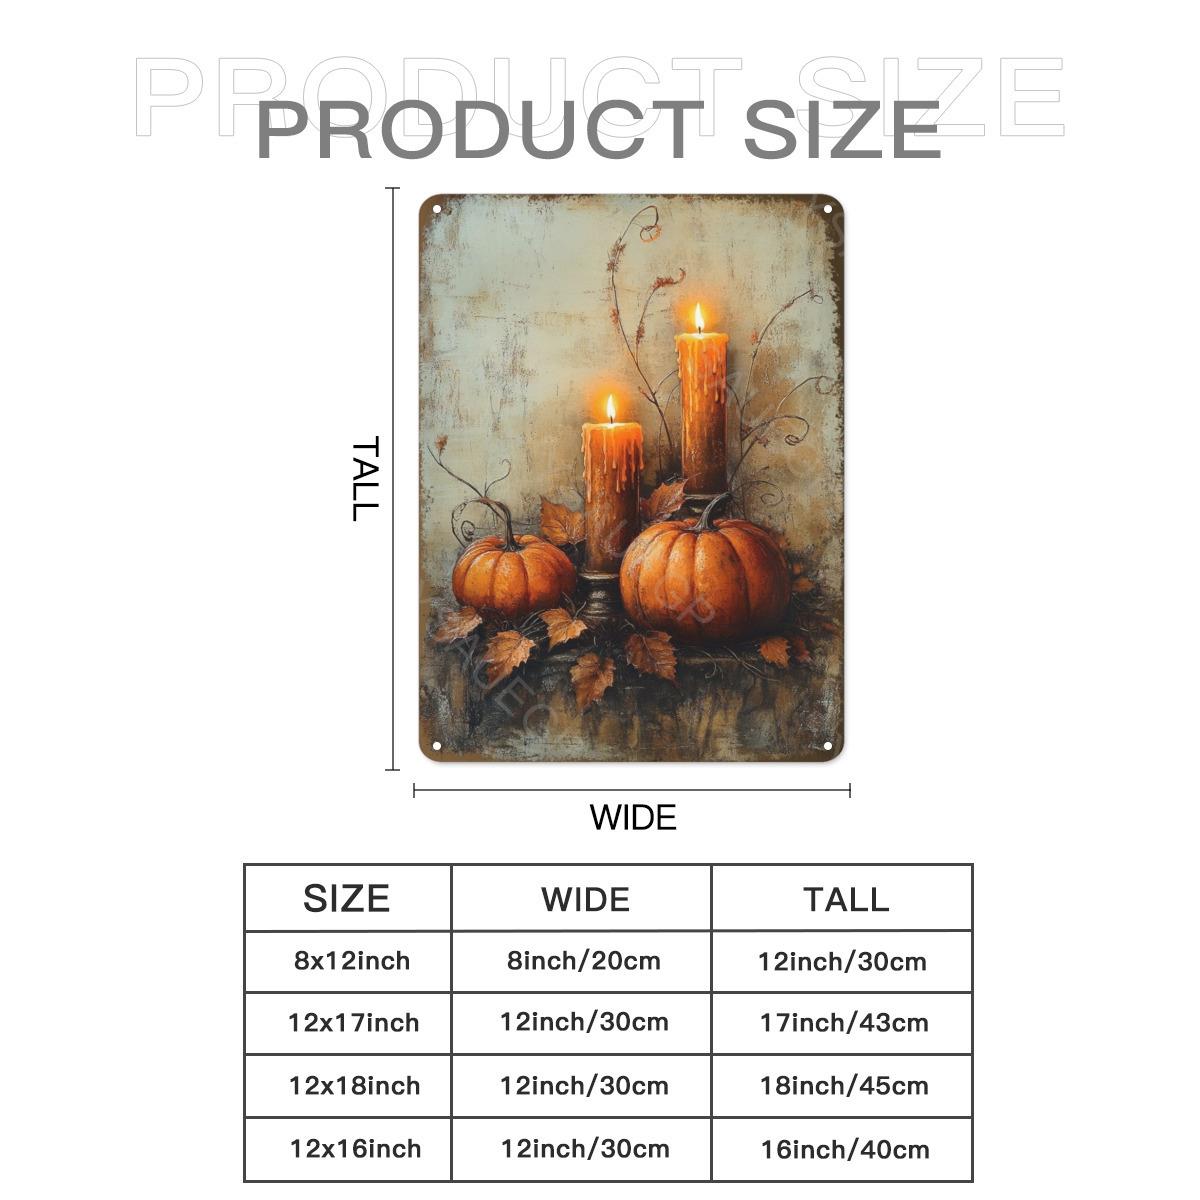 PRODUCT SIZE
PRODUCT SIZE
TALL
WIDE
SIZE WIDE TALL
8x12inch 8inch/20cm 12inch/30cm
12x17inch 12inch/30cm 17inch/43cm
12x18inch 12inch/30cm 18inch/45cm
12x16inch 12inch/30cm 16inch/40cm